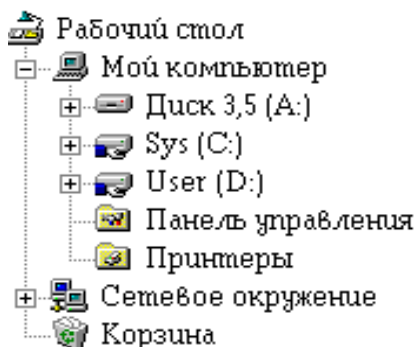 Рабочий стол
Мой компьютер
Диск 3,5 (A:)
Sys (C:)
User (D:)
Панель управления
Принтеры
Сетевое окружение
Корзина